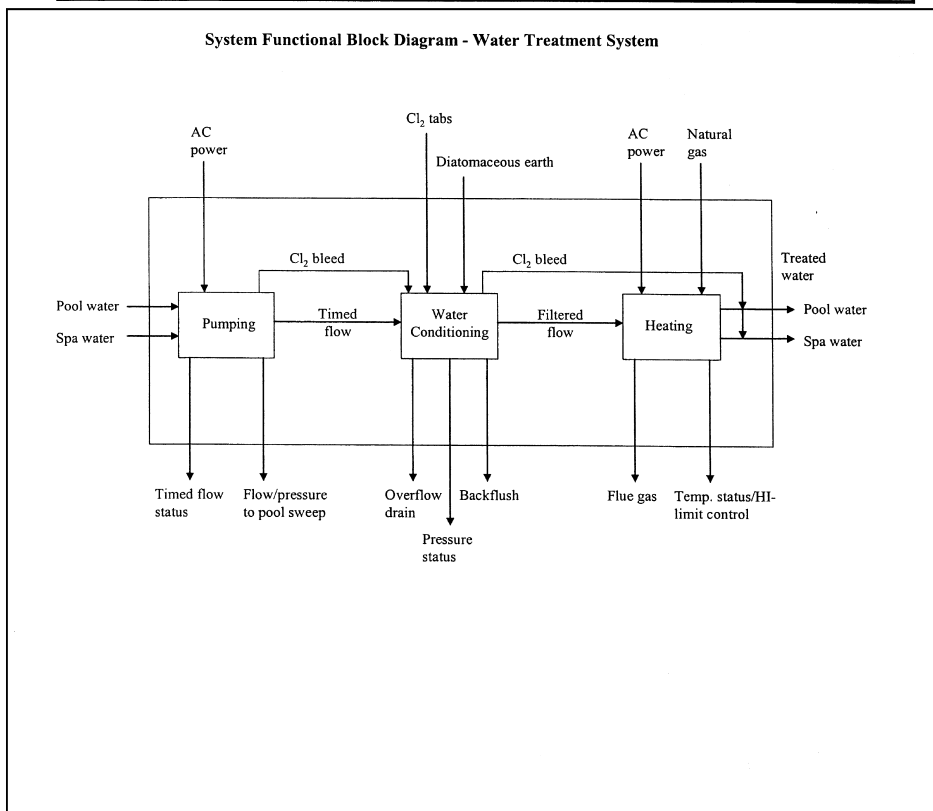 System Functional Block Diagram - Water Treatment System
Cl₂ tabs
AC
power
AC
power
Natural
gas
Diatomaceous earth
Cl₂ bleed
Cl₂ bleed
Treated
water
Pool water
Spa water
Pumping
Timed
flow
Water
Conditioning
Filtered
flow
Heating
Pool water
Spa water
Timed flow
status
Flow/pressure
to pool sweep
Overflow
drain
Backflush
Pressure
status
Flue gas
Temp. status/HI-
limit control